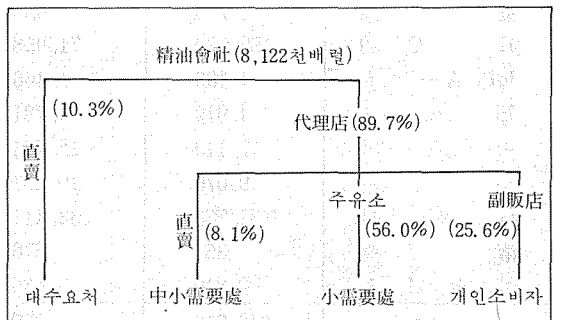 精油會社(8,122천배럴)
(10.3%)
代理店(89.7%)
直賣
주유소
副販店
直賣
(8.1%)
(56.0%)
(25.6%)
대수요처
中小需要處
小需要處
개인소비자